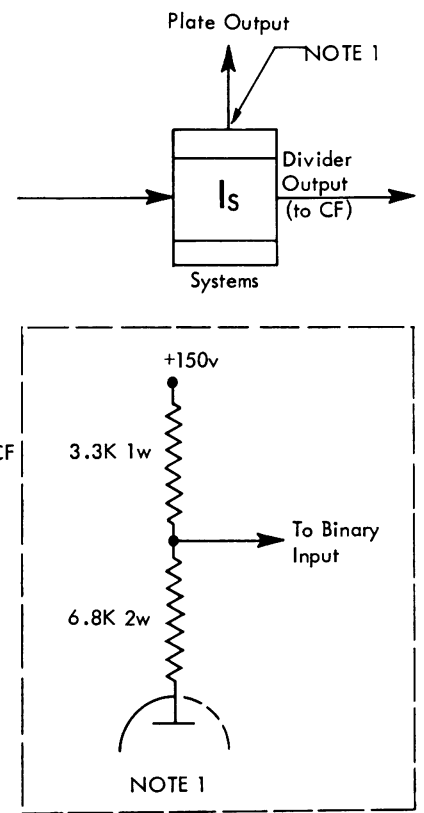 Plate Output
NOTE 1
Divider
Output
(to CF)
Is
Systems
+150v
CF
3.3K 1w
To Binary
Input
6.8K 2w
NOTE 1